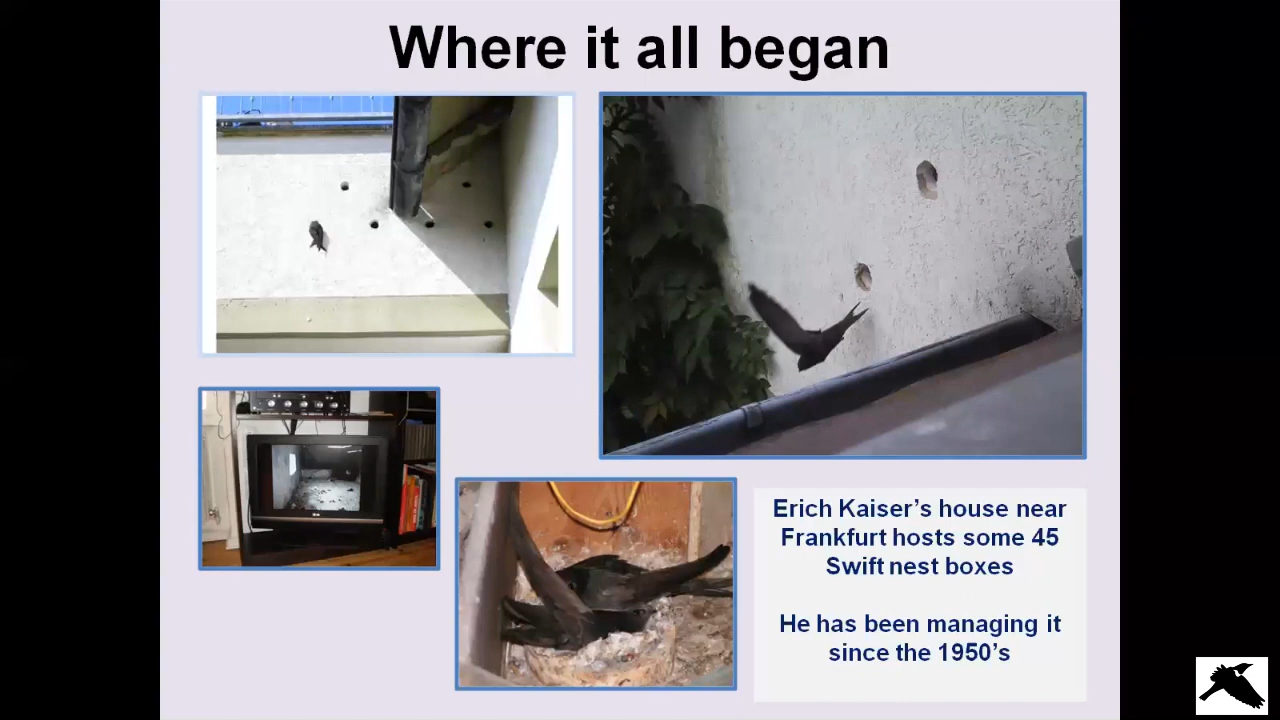 Where it all began
Erich Kaiser's house near
Frankfurt hosts some 45
Swift nest boxes
He has been managing it
since the 1950's